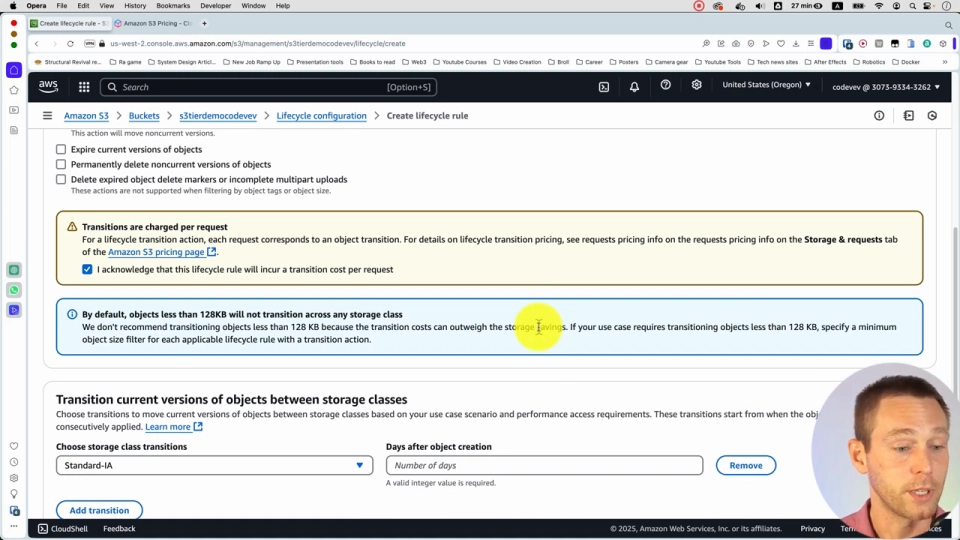 Opera File Edit View History Bookmarks Developer Window Help
27 min
Create lifecycle rule – S3
Amazon S3 Pricing - Cl
VPN us-west-2.console.aws.amazon.com/s3/management/s3tierdemocodevev/lifecycle/create
Structural Revival re... Ra game System Design Articl... New Job Ramp Up Presentation tools Books to read Web3 Youtube Courses Video Creation Broll Career Posters Camera gear Youtube Tools Tech news sites After Effects Robotics Docker
aws Search [Option+S] United States (Oregon) codevev @ 3073-9334-3262
Amazon S3 > Buckets > s3tierdemocodevev > Lifecycle configuration > Create lifecycle rule
This action will move noncurrent versions.
Expire current versions of objects
Permanently delete noncurrent versions of objects
Delete expired object delete markers or incomplete multipart uploads
These actions are not supported when filtering by object tags or object size.
Transitions are charged per request
For a lifecycle transition action, each request corresponds to an object transition. For details on lifecycle transition pricing, see requests pricing info on the requests pricing info on the Storage & requests tab
of the Amazon S3 pricing page.
I acknowledge that this lifecycle rule will incur a transition cost per request
By default, objects less than 128KB will not transition across any storage class
We don't recommend transitioning objects less than 128 KB because the transition costs can outweigh the storage savings. If your use case requires transitioning objects less than 128 KB, specify a minimum
object size filter for each applicable lifecycle rule with a transition action.
Transition current versions of objects between storage classes
Choose transitions to move current versions of objects between storage classes based on your use case scenario and performance access requirements. These transitions start from when the obj
consecutively applied. Learn more
Choose storage class transitions Days after object creation
Standard-IA Number of days Remove
A valid integer value is required.
Add transition
CloudShell Feedback © 2025, Amazon Web Services, Inc. or its affiliates. Privacy